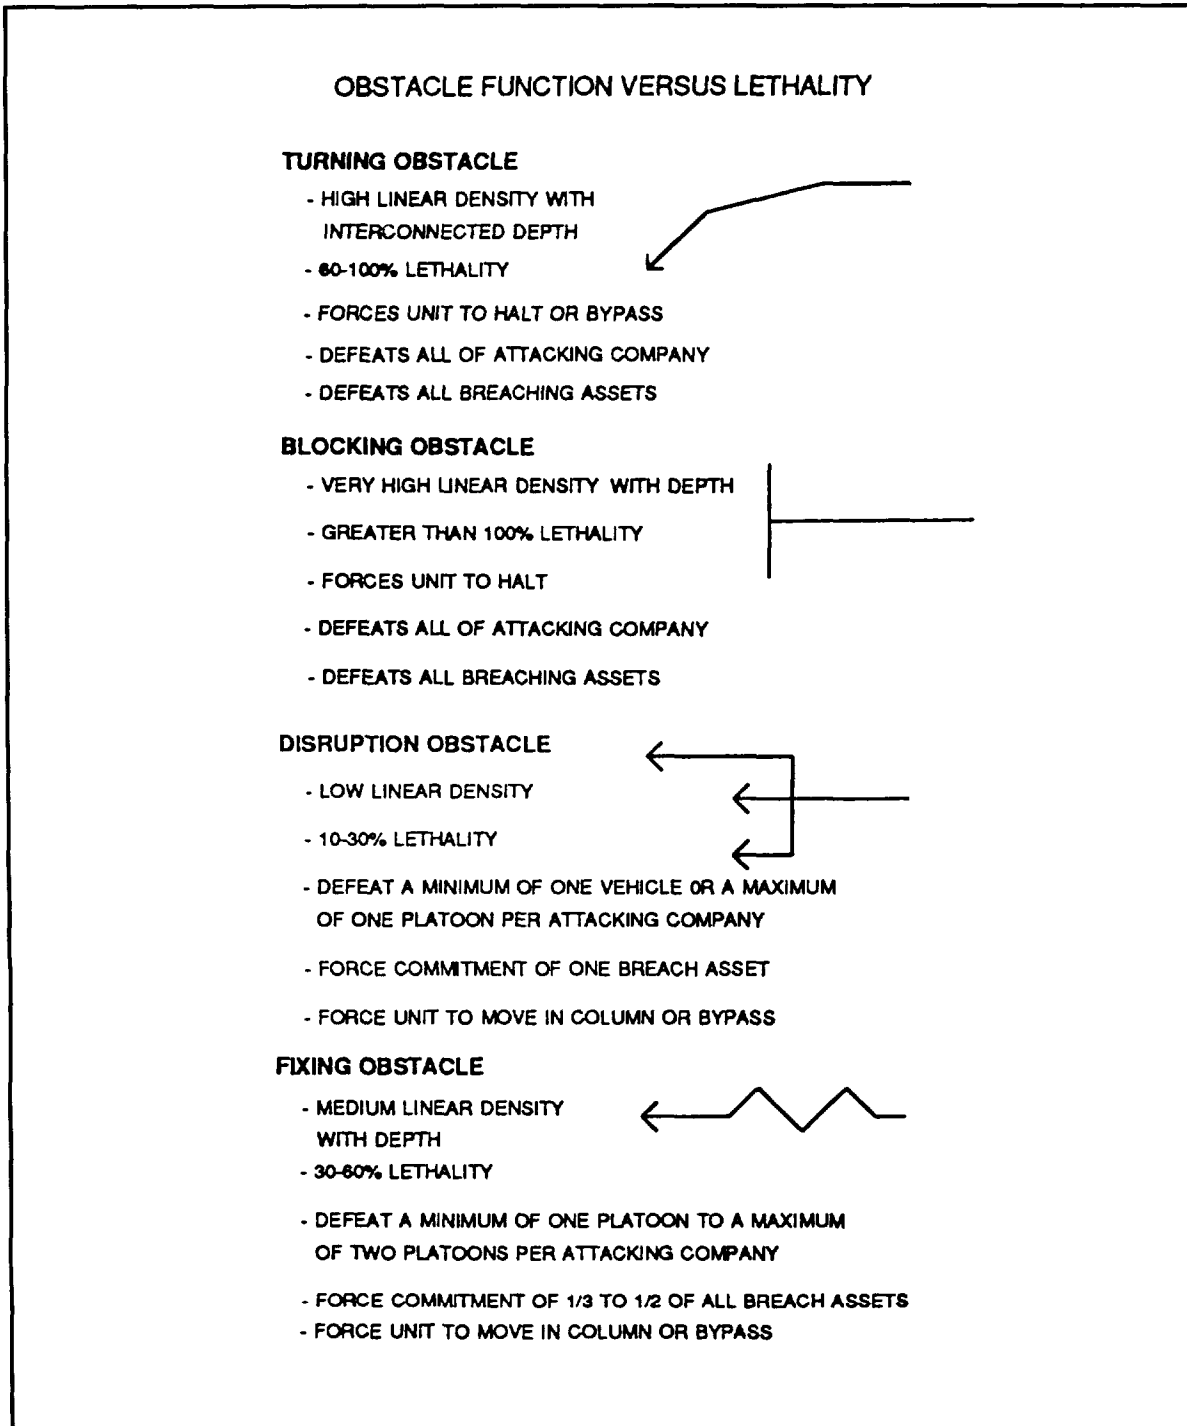 OBSTACLE FUNCTION VERSUS LETHALITY
TURNING OBSTACLE
- HIGH LINEAR DENSITY WITH
INTERCONNECTED DEPTH
- 60-100% LETHALITY
- FORCES UNIT TO HALT OR BYPASS
- DEFEATS ALL OF ATTACKING COMPANY
- DEFEATS ALL BREACHING ASSETS
BLOCKING OBSTACLE
- VERY HIGH LINEAR DENSITY WITH DEPTH
- GREATER THAN 100% LETHALITY
- FORCES UNIT TO HALT
- DEFEATS ALL OF ATTACKING COMPANY
- DEFEATS ALL BREACHING ASSETS
DISRUPTION OBSTACLE
- LOW LINEAR DENSITY
- 10-30% LETHALITY
- DEFEAT A MINIMUM OF ONE VEHICLE OR A MAXIMUM
OF ONE PLATOON PER ATTACKING COMPANY
- FORCE COMMITMENT OF ONE BREACH ASSET
- FORCE UNIT TO MOVE IN COLUMN OR BYPASS
FIXING OBSTACLE
- MEDIUM LINEAR DENSITY
WITH DEPTH
- 30-60% LETHALITY
- DEFEAT A MINIMUM OF ONE PLATOON TO A MAXIMUM
OF TWO PLATOONS PER ATTACKING COMPANY
- FORCE COMMITMENT OF 1/3 TO 1/2 OF ALL BREACH ASSETS
- FORCE UNIT TO MOVE IN COLUMN OR BYPASS